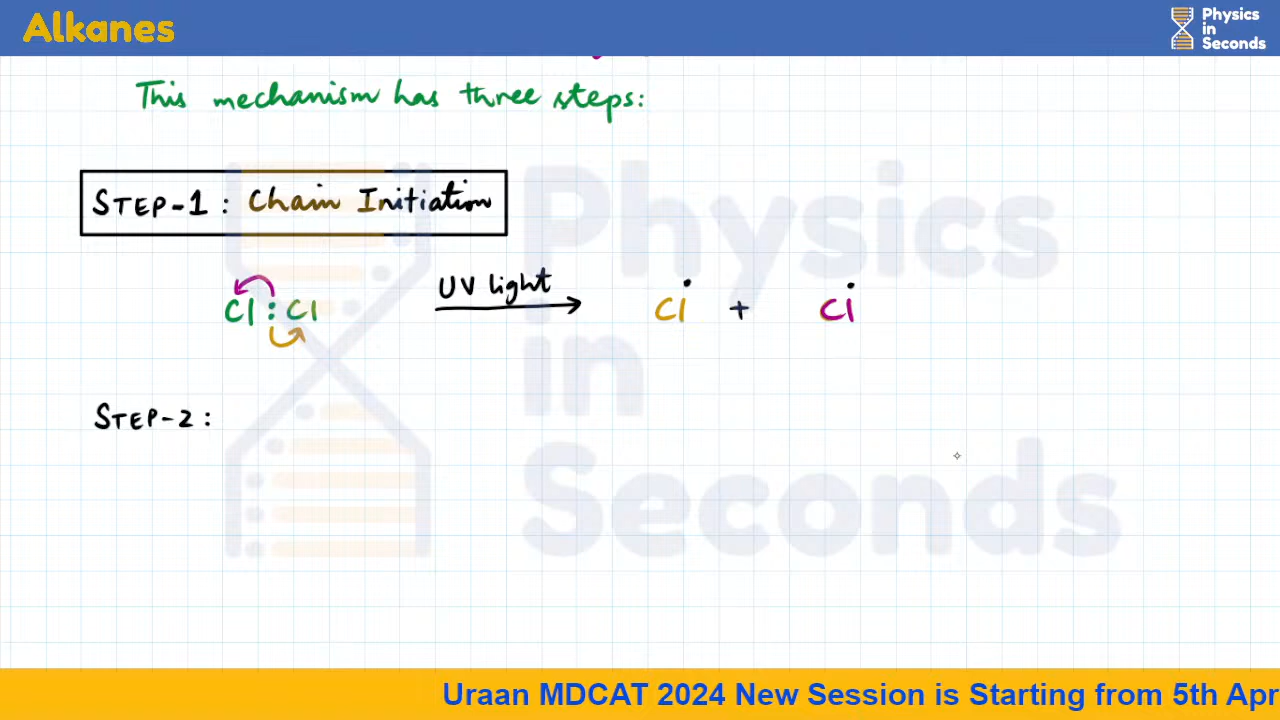 Alkanes
Physics
in
Seconds
This mechanism has three steps:
STEP-1 : Chain Initiation
Cl : Cl UV light Cl• + Cl•
STEP-2 :
Physics
in
Seconds
Uraan MDCAT 2024 New Session is Starting from 5th Apr